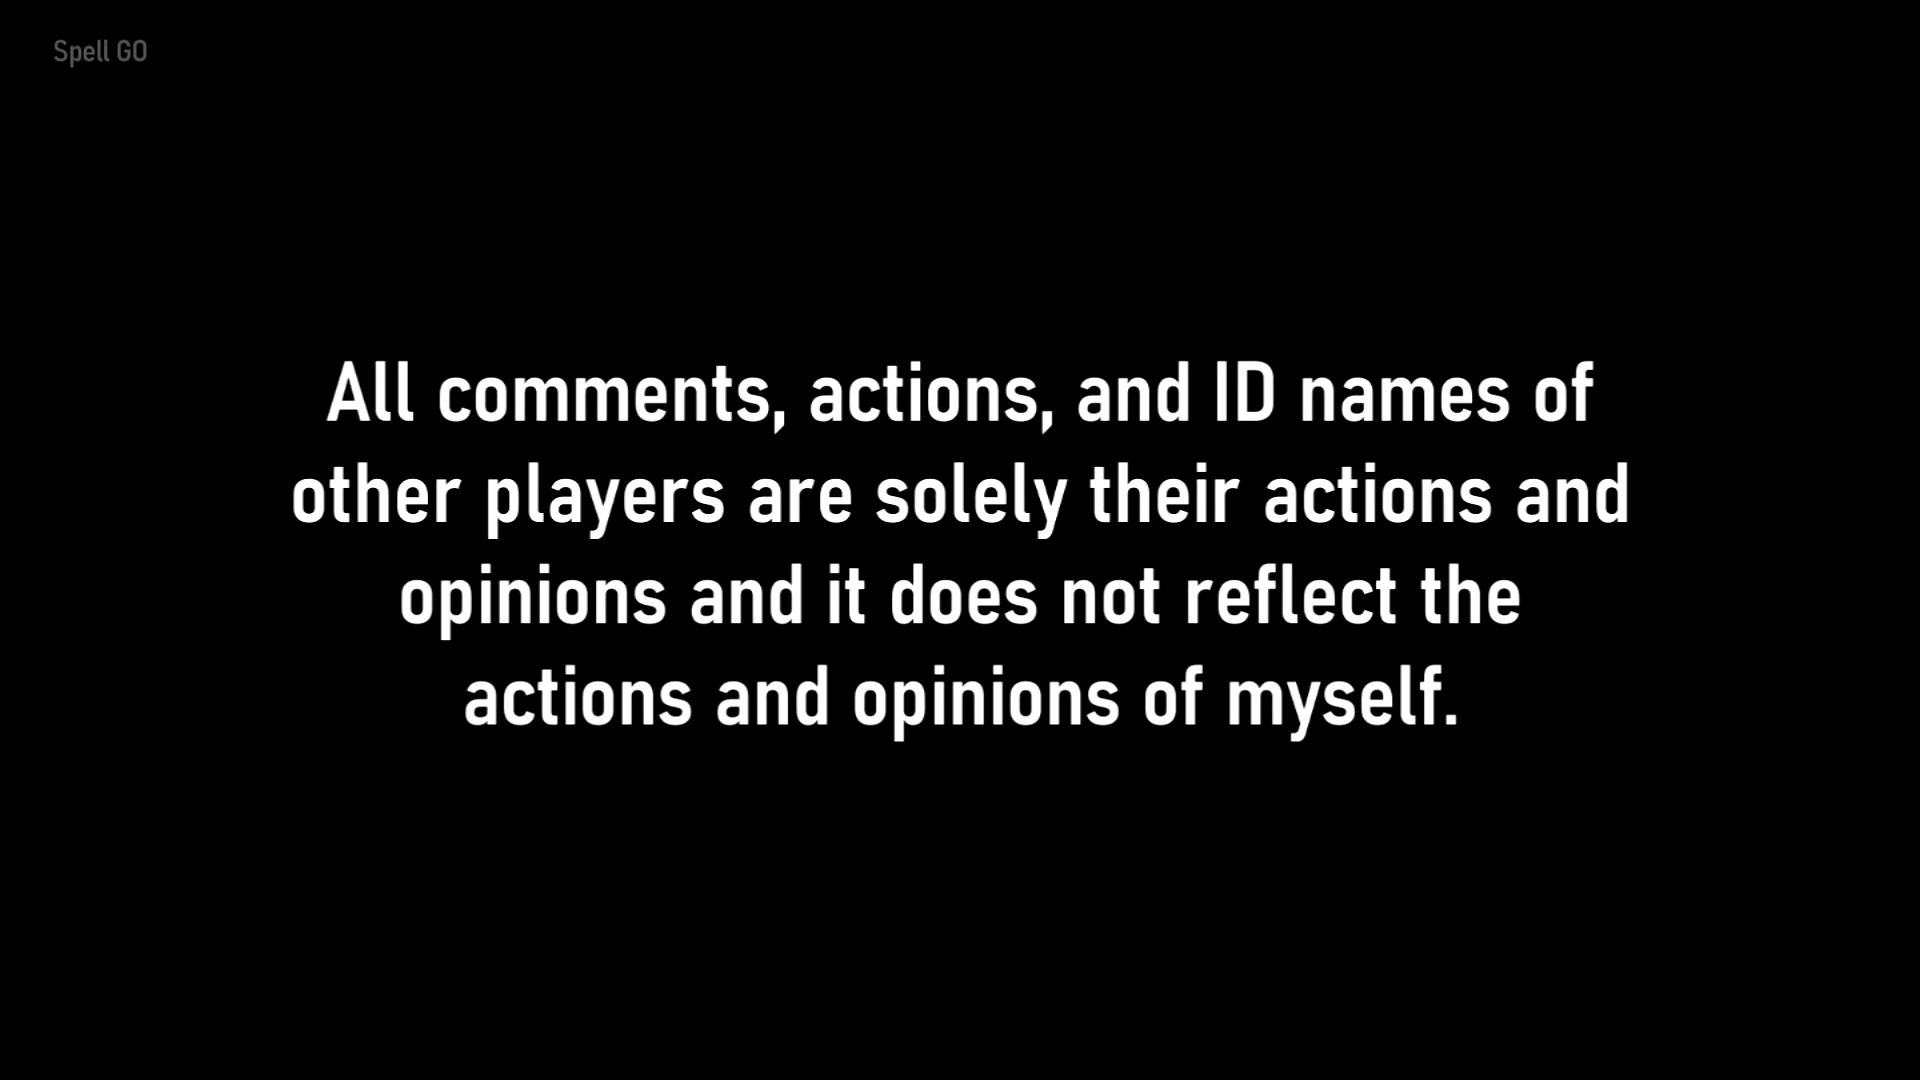 Spell GO
All comments, actions, and ID names of
other players are solely their actions and
opinions and it does not reflect the
actions and opinions of myself.